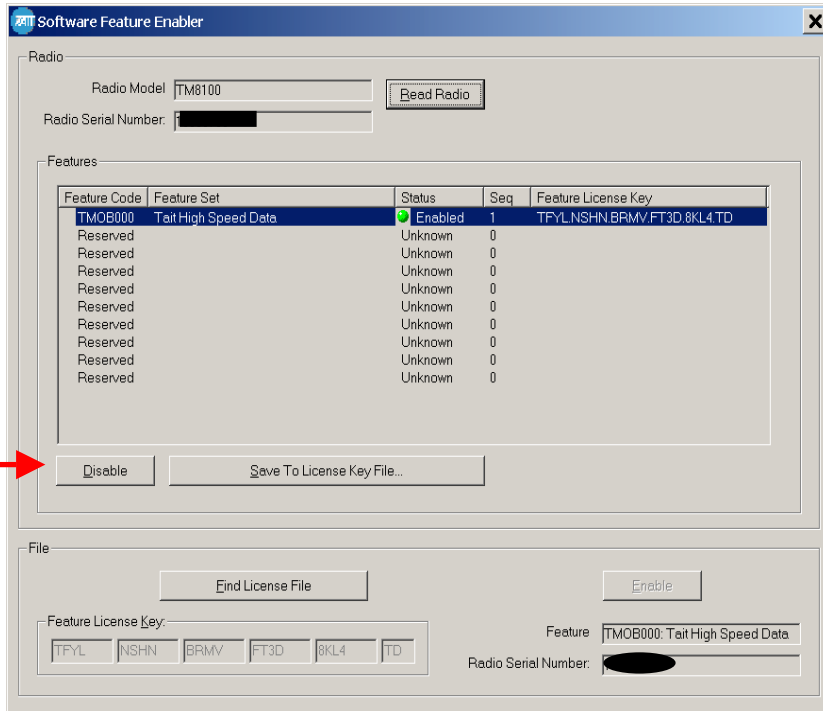 TAIT Software Feature Enabler
Radio
Radio Model TM8100 Read Radio
Radio Serial Number:
Features
Feature Code Feature Set Status Seq Feature License Key
TMOB000 Tait High Speed Data Enabled 1 TFYL.NSHN.BRMV.FT3D.8KL4.TD
Reserved Unknown 0
Reserved Unknown 0
Reserved Unknown 0
Reserved Unknown 0
Reserved Unknown 0
Reserved Unknown 0
Reserved Unknown 0
Reserved Unknown 0
Reserved Unknown 0
Disable Save To License Key File...
File
Find License File Enable
Feature License Key:
TFYL NSHN BRMV FT3D 8KL4 TD
Feature TMOB000: Tait High Speed Data
Radio Serial Number: